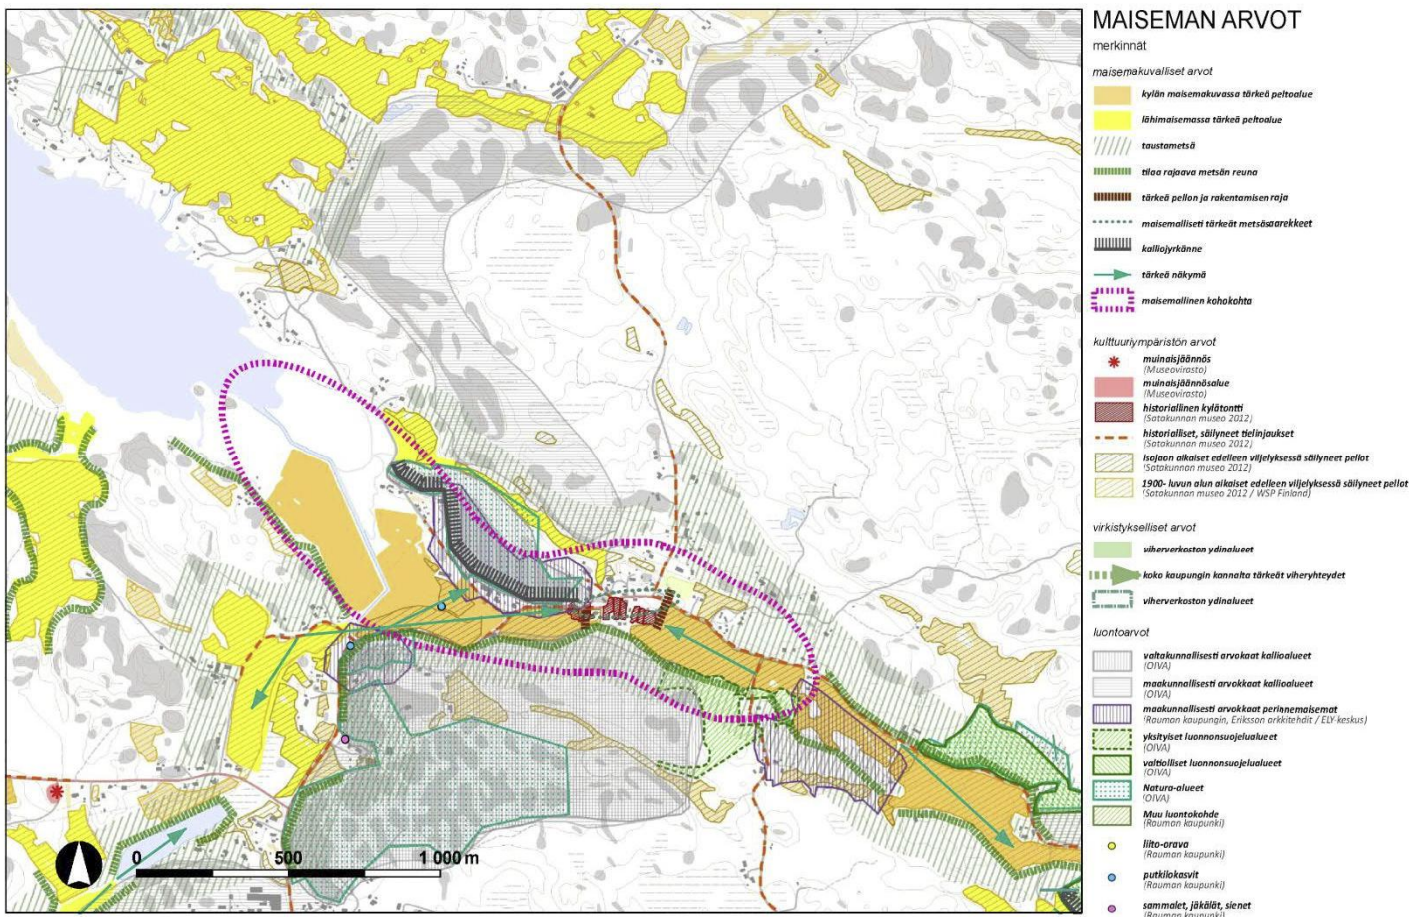 MAISEMAN ARVOT
merkinnät
maisemakuvalliset arvot
kylän maisemakuvassa tärkeä peltoalue
lähimaisemassa tärkeä peltoalue
taustametsä
tilaa rajaava metsän reuna
tärkeä pellon ja rakentamisen raja
maisemalliseti tärkeät metsäsaarekkeet
kalliojyrkänne
tärkeä näkymä
maisemallinen kohokohta
kulttuuriympäristön arvot
muinaisjäännös
(Museovirasto)
muinaisjäännösalue
(Museovirasto)
historiallinen kylätontti
(Satakunnan museo 2012)
historialliset, säilyneet tielinjaukset
(Satakunnan museo 2012)
isojaon aikaiset edelleen viljelyksessä säilyneet pellot
(Satakunnan museo 2012)
1900- luvun alun aikaiset edelleen viljelyksessä säilyneet pellot
(Satakunnan museo 2012 / WSP Finland)
virkistykselliset arvot
viherverkoston ydinalueet
koko kaupungin kannalta tärkeät viheryhteydet
viherverkoston ydinalueet
luontoarvot
valtakunnallisesti arvokaat kallioalueet
(OIVA)
maakunnallisesti arvokkaat kallioalueet
(OIVA)
maakunnallisesti arvokkaat perinnemaisemat
(Rauman kaupungin, Eriksson arkkitehdit / ELY-keskus)
yksityiset luonnonsuojelualueet
(OIVA)
valtiolliset luonnonsuojelualueet
(OIVA)
Natura-alueet
(OIVA)
Muu luontokohde
(Rauman kaupunki)
liito-orava
(Rauman kaupunki)
putkilokasvit
(Rauman kaupunki)
sammalet, jäkälät, sienet
(Rauman kaupunki)
0 500 1 000 m